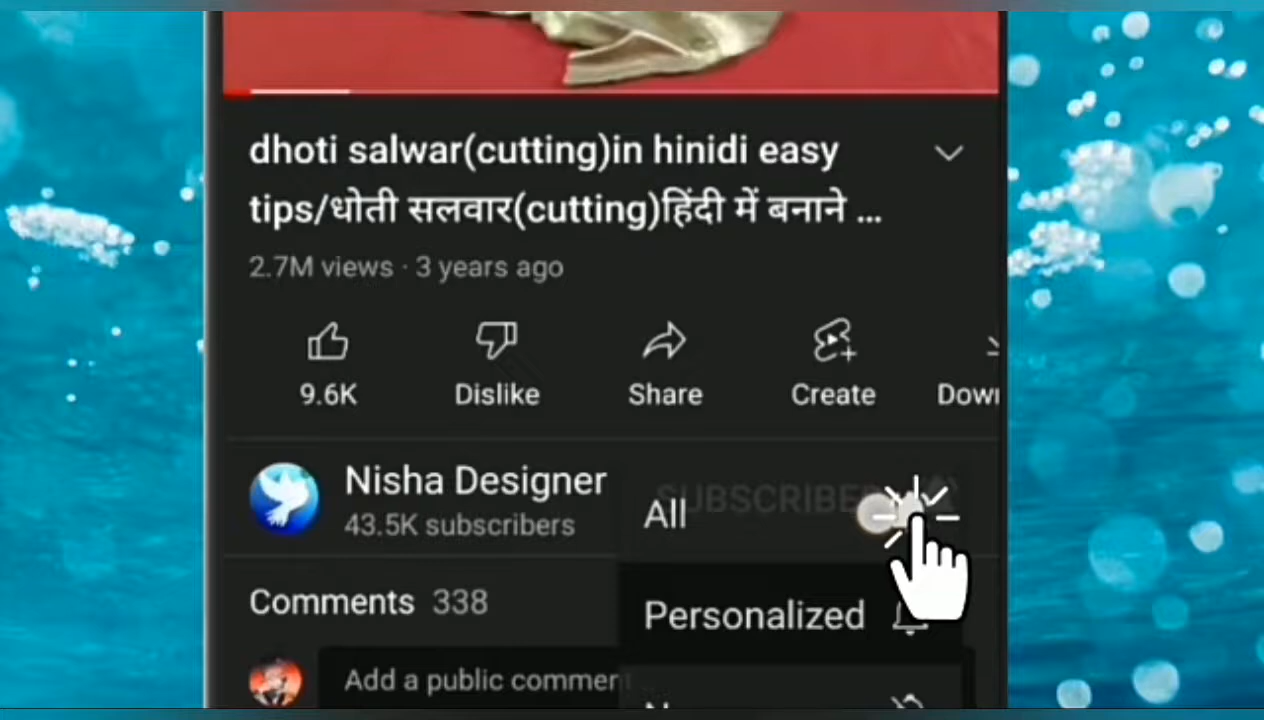 dhoti salwar(cutting)in hinidi easy
tips/धोती सलवार(cutting)हिंदी में बनाने ...
2.7M views · 3 years ago
9.6K
Dislike
Share
Create
Nisha Designer
43.5K subscribers
SUBSCRIBED
All
Comments 338
Personalized
Add a public comment